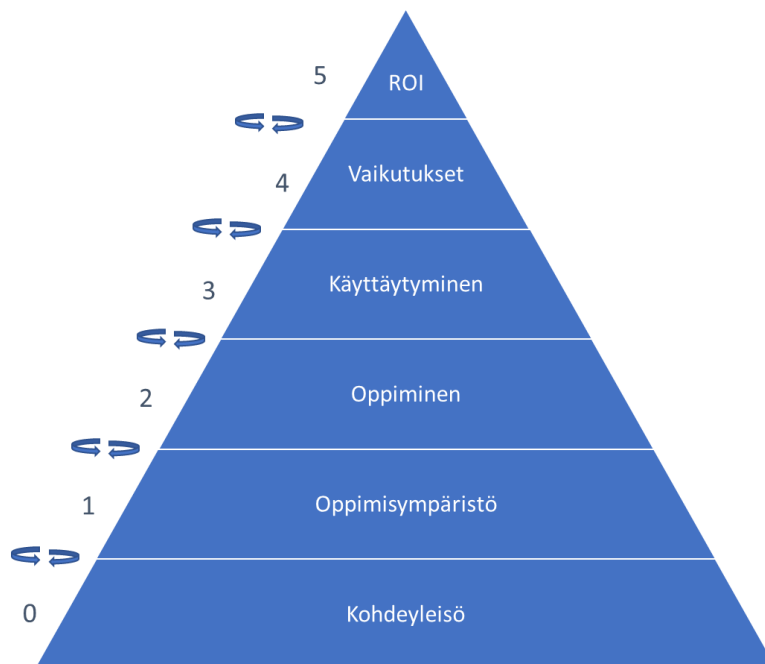 5
ROI
4
Vaikutukset
3
Käyttäytyminen
2
Oppiminen
1
Oppimisympäristö
0
Kohdeyleisö